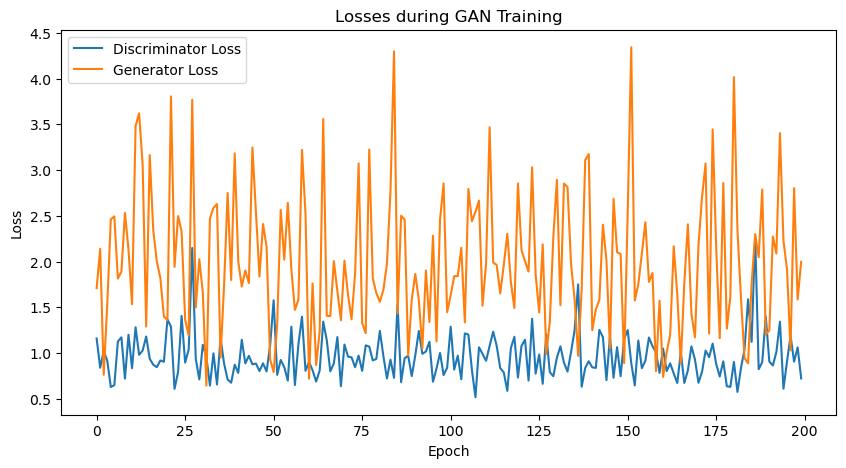 Losses during GAN Training
Discriminator Loss
Generator Loss
4.5
4.0
3.5
3.0
2.5
2.0
1.5
1.0
0.5
Loss
0 25 50 75 100 125 150 175 200
Epoch